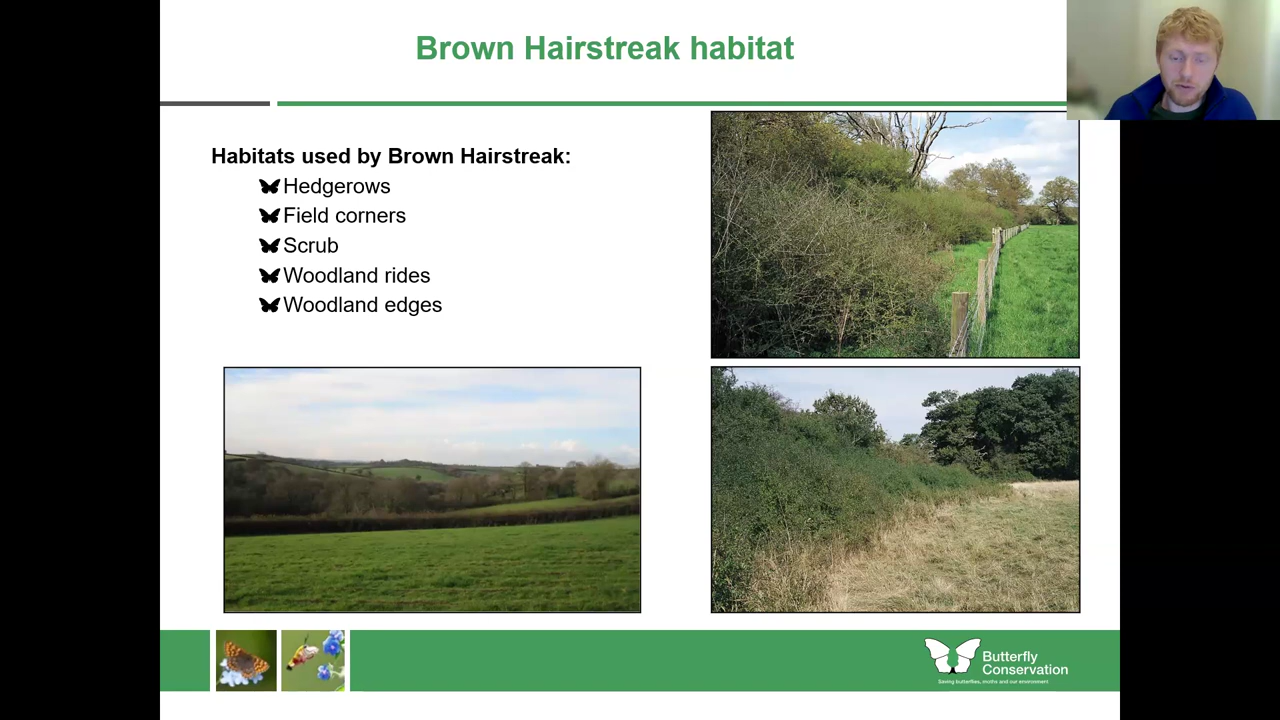 Brown Hairstreak habitat
Habitats used by Brown Hairstreak:
Hedgerows
Field corners
Scrub
Woodland rides
Woodland edges
Butterfly
Conservation
Saving butterflies, moths and our environment